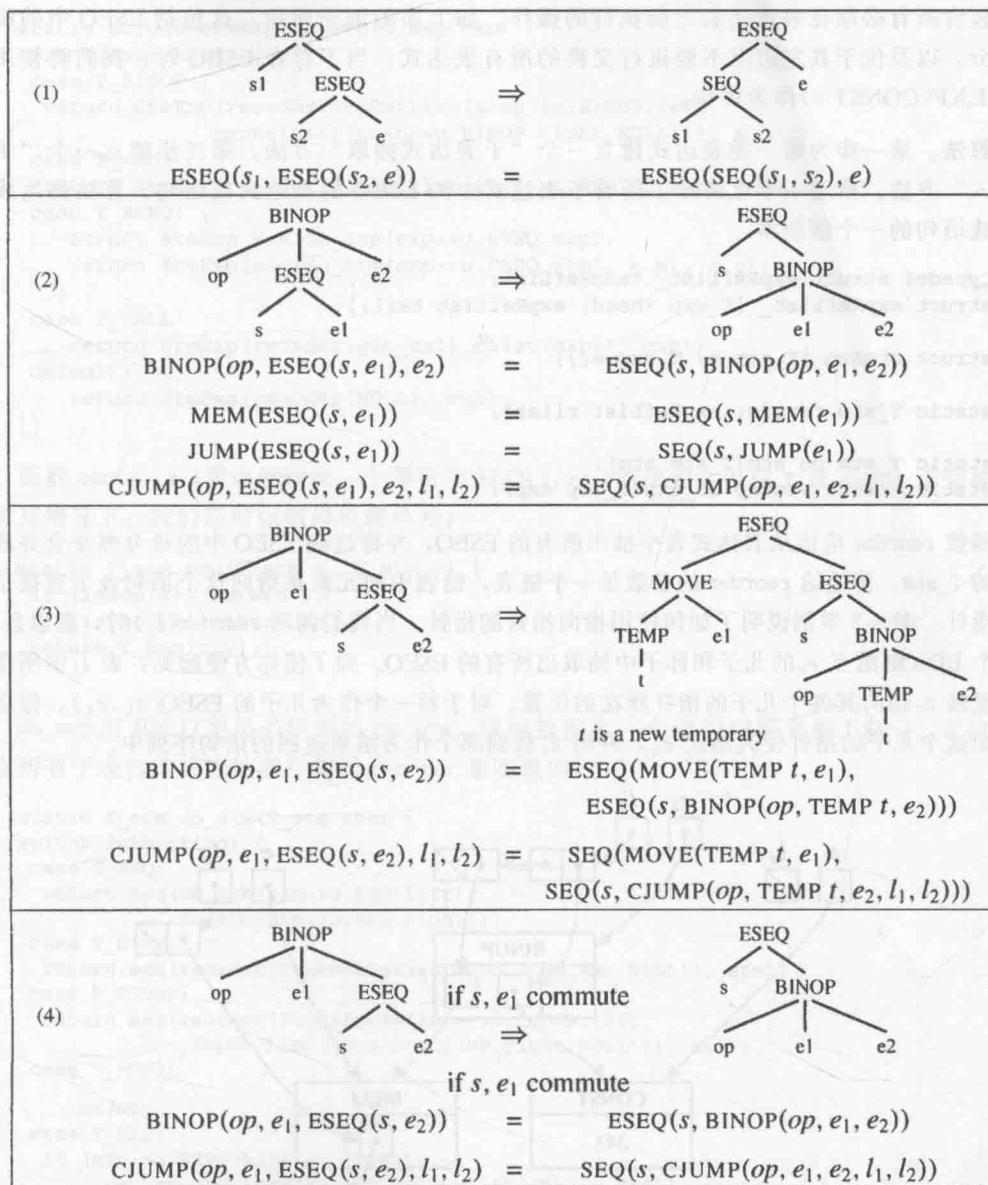 ESEQ ESEQ
(1) s1 ESEQ ⇒ SEQ e
s2 e s1 s2
ESEQ(s₁, ESEQ(s₂, e)) = ESEQ(SEQ(s₁, s₂), e)
BINOP ESEQ
(2) op ESEQ e2 ⇒ s BINOP
s e1 op e1 e2
BINOP(op, ESEQ(s, e₁), e₂) = ESEQ(s, BINOP(op, e₁, e₂))
MEM(ESEQ(s, e₁)) = ESEQ(s, MEM(e₁))
JUMP(ESEQ(s, e₁)) = SEQ(s, JUMP(e₁))
CJUMP(op, ESEQ(s, e₁), e₂, l₁, l₂) = SEQ(s, CJUMP(op, e₁, e₂, l₁, l₂))
BINOP ESEQ
(3) op e1 ESEQ ⇒ MOVE ESEQ
s e2 TEMP e1 s BINOP
t op TEMP e2
t is a new temporary t
BINOP(op, e₁, ESEQ(s, e₂)) = ESEQ(MOVE(TEMP t, e₁),
ESEQ(s, BINOP(op, TEMP t, e₂)))
CJUMP(op, e₁, ESEQ(s, e₂), l₁, l₂) = SEQ(MOVE(TEMP t, e₁),
SEQ(s, CJUMP(op, TEMP t, e₂, l₁, l₂)))
BINOP ESEQ
(4) op e1 ESEQ if s, e₁ commute s BINOP
s e2 ⇒ op e1 e2
if s, e₁ commute
BINOP(op, e₁, ESEQ(s, e₂)) = ESEQ(s, BINOP(op, e₁, e₂))
CJUMP(op, e₁, ESEQ(s, e₂), l₁, l₂) = SEQ(s, CJUMP(op, e₁, e₂, l₁, l₂))